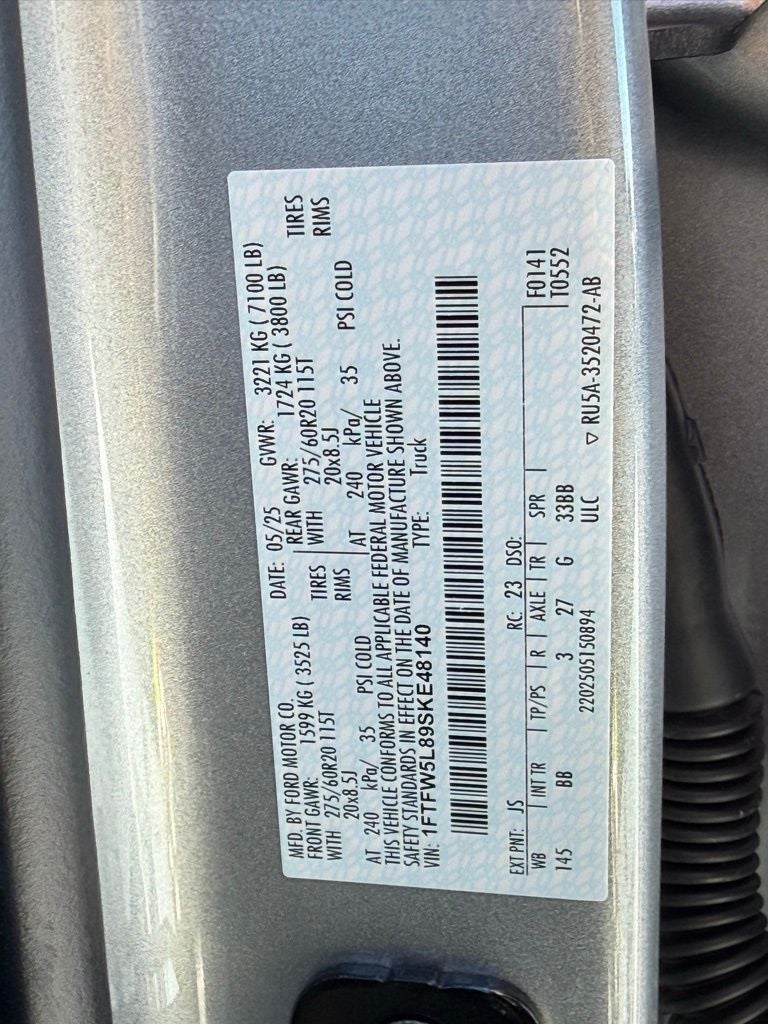 MFD. BY FORD MOTOR CO. DATE: 05/25 GVWR: 3221 KG ( 7100 LB)
FRONT GAWR: 1599 KG ( 3525 LB) REAR GAWR: 1724 KG ( 3800 LB)
WITH 275/60R20 115T TIRES WITH 275/60R20 115T TIRES
20x8.5J RIMS 20x8.5J RIMS
AT 240 kPa/ 35 PSI COLD AT 240 kPa/ 35 PSI COLD
THIS VEHICLE CONFORMS TO ALL APPLICABLE FEDERAL MOTOR VEHICLE
SAFETY STANDARDS IN EFFECT ON THE DATE OF MANUFACTURE SHOWN ABOVE.
VIN: 1FTFW5L89SKE48140 TYPE: Truck
EXT PNT: JS RC: 23 DSO: F0141
WB INT TR TP/PS R AXLE TR SPR T0552
145 BB 3 27 G 33BB
2202505150894 ULC ▽ RU5A-3520472-AB